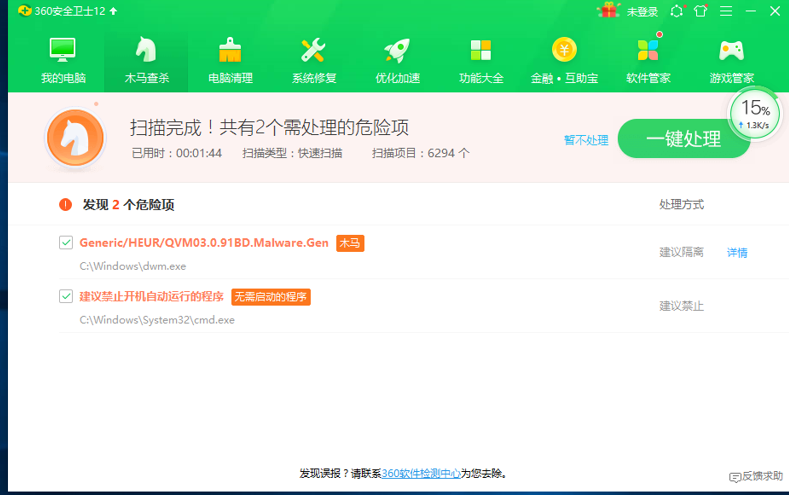 360安全卫士12
未登录
我的电脑 木马查杀 电脑清理 系统修复 优化加速 功能大全 金融•互助宝 软件管家 游戏管家
15%
1.3K/s
扫描完成！共有2个需处理的危险项
暂不处理 一键处理
已用时：00:01:44 扫描类型：快速扫描 扫描项目：6294 个
发现 2 个危险项 处理方式
Generic/HEUR/QVM03.0.91BD.Malware.Gen 木马
建议隔离 详情
C:\Windows\dwm.exe
建议禁止开机自动运行的程序 无需启动的程序
建议禁止
C:\Windows\System32\cmd.exe
发现误报？请联系360软件检测中心为您去除。
反馈求助